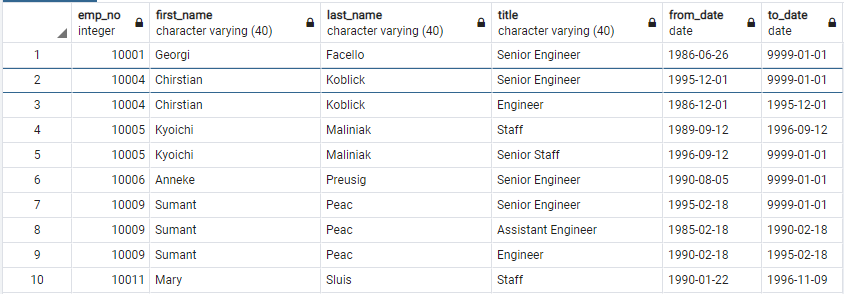 emp_no first_name last_name title from_date to_date
integer character varying (40) character varying (40) character varying (40) date date
1 10001 Georgi Facello Senior Engineer 1986-06-26 9999-01-01
2 10004 Chirstian Koblick Senior Engineer 1995-12-01 9999-01-01
3 10004 Chirstian Koblick Engineer 1986-12-01 1995-12-01
4 10005 Kyoichi Maliniak Staff 1989-09-12 1996-09-12
5 10005 Kyoichi Maliniak Senior Staff 1996-09-12 9999-01-01
6 10006 Anneke Preusig Senior Engineer 1990-08-05 9999-01-01
7 10009 Sumant Peac Senior Engineer 1995-02-18 9999-01-01
8 10009 Sumant Peac Assistant Engineer 1985-02-18 1990-02-18
9 10009 Sumant Peac Engineer 1990-02-18 1995-02-18
10 10011 Mary Sluis Staff 1990-01-22 1996-11-09